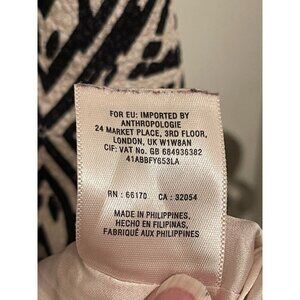 FOR EU: IMPORTED BY
ANTHROPOLOGIE
24 MARKET PLACE, 3RD FLOOR,
LONDON, UK W1W8AN
CIF: VAT No. GB 684936382
41ABBFYG53LA
RN : 66170 CA : 32054
MADE IN PHILIPPINES.
HECHO EN FILIPINAS,
FABRIQUÉ AUX PHILIPPINES